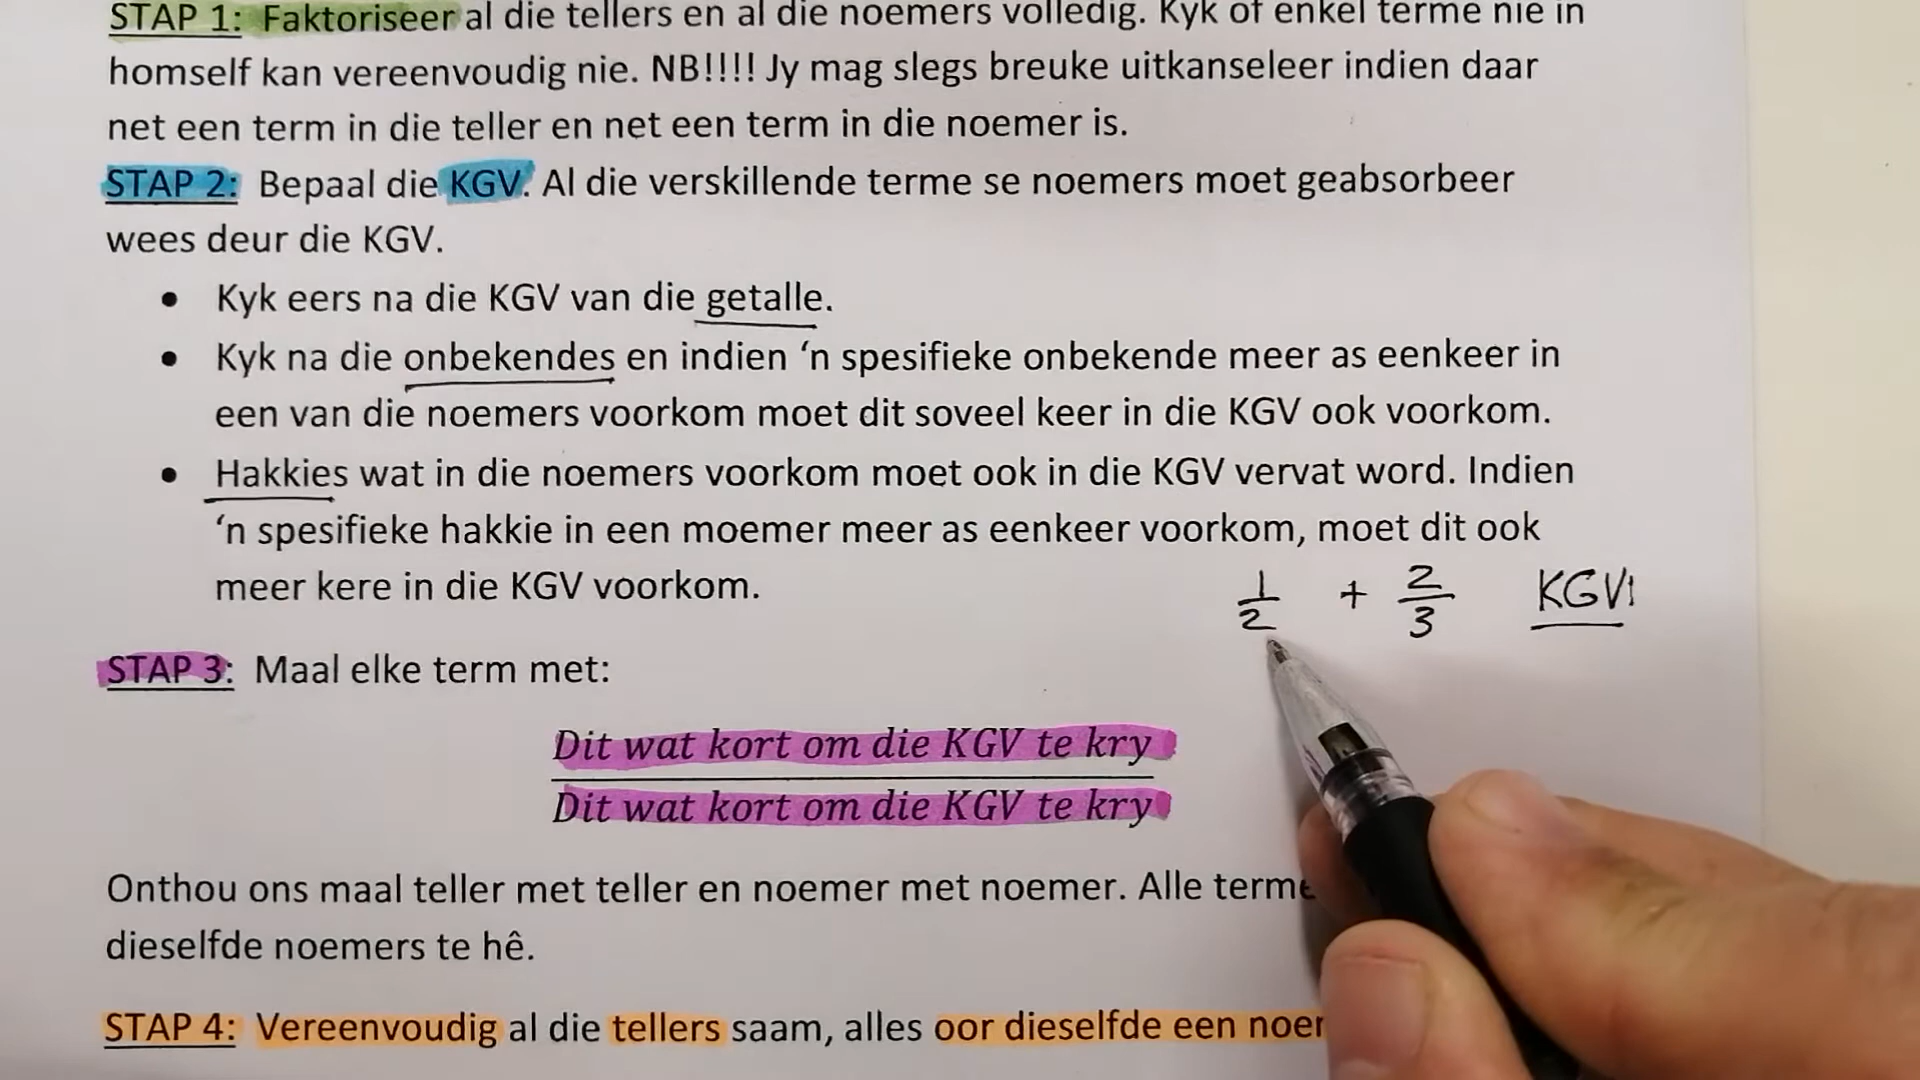 STAP 1: Faktoriseer al die tellers en al die noemers volledig. Kyk of enkel terme nie in
homself kan vereenvoudig nie. NB!!!! Jy mag slegs breuke uitkanseleer indien daar
net een term in die teller en net een term in die noemer is.
STAP 2: Bepaal die KGV. Al die verskillende terme se noemers moet geabsorbeer
wees deur die KGV.
• Kyk eers na die KGV van die getalle.
• Kyk na die onbekendes en indien ‘n spesifieke onbekende meer as eenkeer in
een van die noemers voorkom moet dit soveel keer in die KGV ook voorkom.
• Hakkies wat in die noemers voorkom moet ook in die KGV vervat word. Indien
‘n spesifieke hakkie in een moemer meer as eenkeer voorkom, moet dit ook
meer kere in die KGV voorkom.
1/2 + 2/3 KGV:
STAP 3: Maal elke term met:
Dit wat kort om die KGV te kry
Dit wat kort om die KGV te kry
Onthou ons maal teller met teller en noemer met noemer. Alle terme
dieselfde noemers te hê.
STAP 4: Vereenvoudig al die tellers saam, alles oor dieselfde een